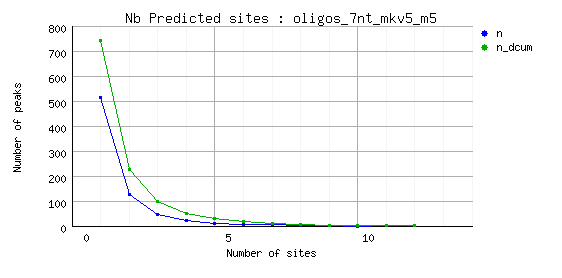 Nb Predicted sites : oligos_7nt_mkv5_m5
800
700
600
500
400
300
200
100
0
Number of peaks
0 5 10
Number of sites
n
n_dcum